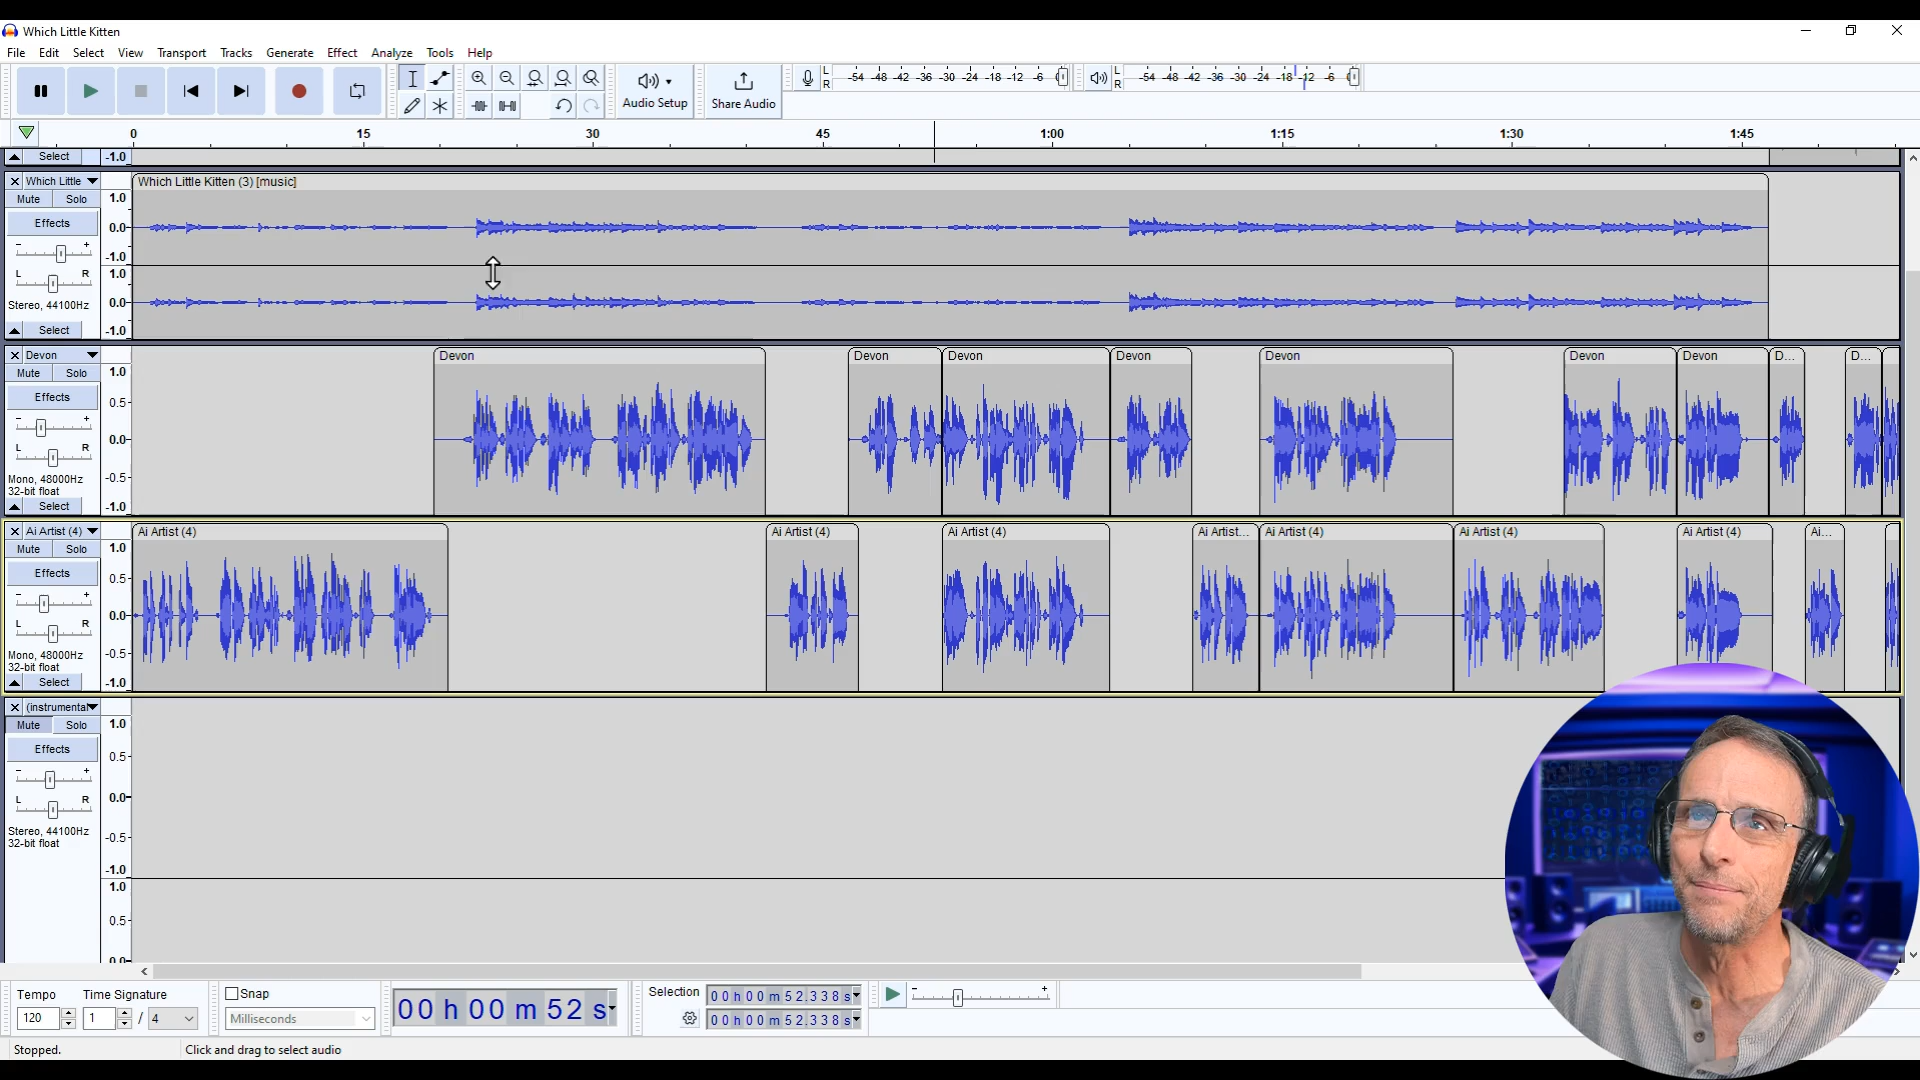 Which Little Kitten
File Edit Select View Transport Tracks Generate Effect Analyze Tools Help
Audio Setup
Share Audio
L
R
-54 -48 -42 -36 -30 -24 -18 -12 -6 0
L
R
-54 -48 -42 -36 -30 -24 -18 -12 -6 0
0 15 30 45 1:00 1:15 1:30 1:45
Select -1.0
Which Little
Which Little Kitten (3) [music]
Mute Solo
Effects
- +
L R
Stereo, 44100Hz
Select
1.0
0.0
-1.0
1.0
0.0
-1.0
Devon
Devon Devon Devon Devon Devon Devon Devon D... D...
Mute Solo
Effects
- +
L R
Mono, 48000Hz
32-bit float
Select
1.0
0.5-
0.0-
-0.5-
-1.0
Ai Artist (4)
Ai Artist (4) Ai Artist (4) Ai Artist (4) Ai Artist... Ai Artist (4) Ai Artist (4) Ai Artist (4) Ai...
Mute Solo
Effects
- +
L R
Mono, 48000Hz
32-bit float
Select
1.0
0.5-
0.0-
-0.5-
-1.0
(instrumental
Mute Solo
Effects
- +
L R
Stereo, 44100Hz
32-bit float
1.0
0.5-
0.0-
-0.5-
-1.0
1.0
0.5-
0.0
Tempo
120
Time Signature
1 / 4
Snap
Milliseconds
00 h 00 m 52 s
Selection
00 h 00 m 52.338 s
00 h 00 m 52.338 s
- +
Stopped.
Click and drag to select audio